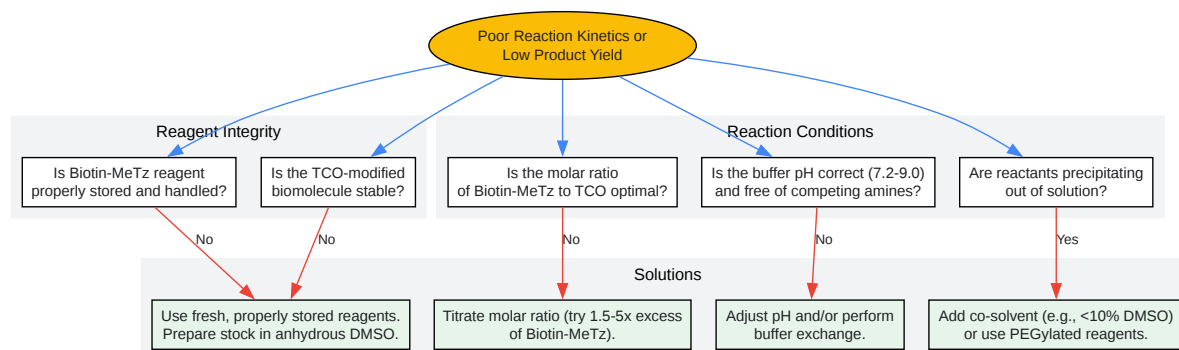 Poor Reaction Kinetics or
Low Product Yield
Reagent Integrity
Reaction Conditions
Is Biotin-MeTz reagent
properly stored and handled?
Is the TCO-modified
biomolecule stable?
Is the molar ratio
of Biotin-MeTz to TCO optimal?
Is the buffer pH correct (7.2-9.0)
and free of competing amines?
Are reactants precipitating
out of solution?
No
No
No
No
Yes
Solutions
Use fresh, properly stored reagents.
Prepare stock in anhydrous DMSO.
Titrate molar ratio (try 1.5-5x excess
of Biotin-MeTz).
Adjust pH and/or perform
buffer exchange.
Add co-solvent (e.g., <10% DMSO)
or use PEGylated reagents.